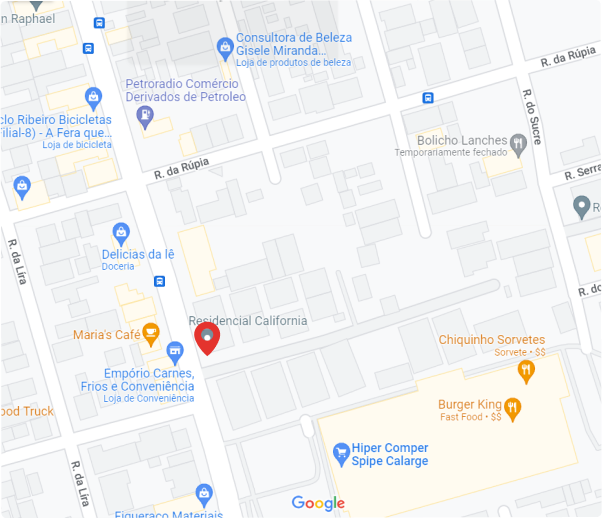 n Raphael
Consultora de Beleza
Gisele Miranda...
Loja de produtos de beleza
R. da Rúpia
Petroradio Comércio
Derivados de Petroleo
clo Ribeiro Bicicletas
Filial-8) - A Fera que...
Loja de bicicleta
R. do Sucre
Bolicho Lanches
Temporariamente fechado
R. da Rúpia
R. Serra
R
R. da Lira
Delicias da Iê
Doceria
R. do
Residencial California
Maria's Café
Chiquinho Sorvetes
Sorvete • $$
Empório Carnes,
Frios e Conveniência
Loja de Conveniência
Burger King
Fast Food • $$
ood Truck
Hiper Comper
Spipe Calarge
R. da Lira
Google
Figueraco Materiais